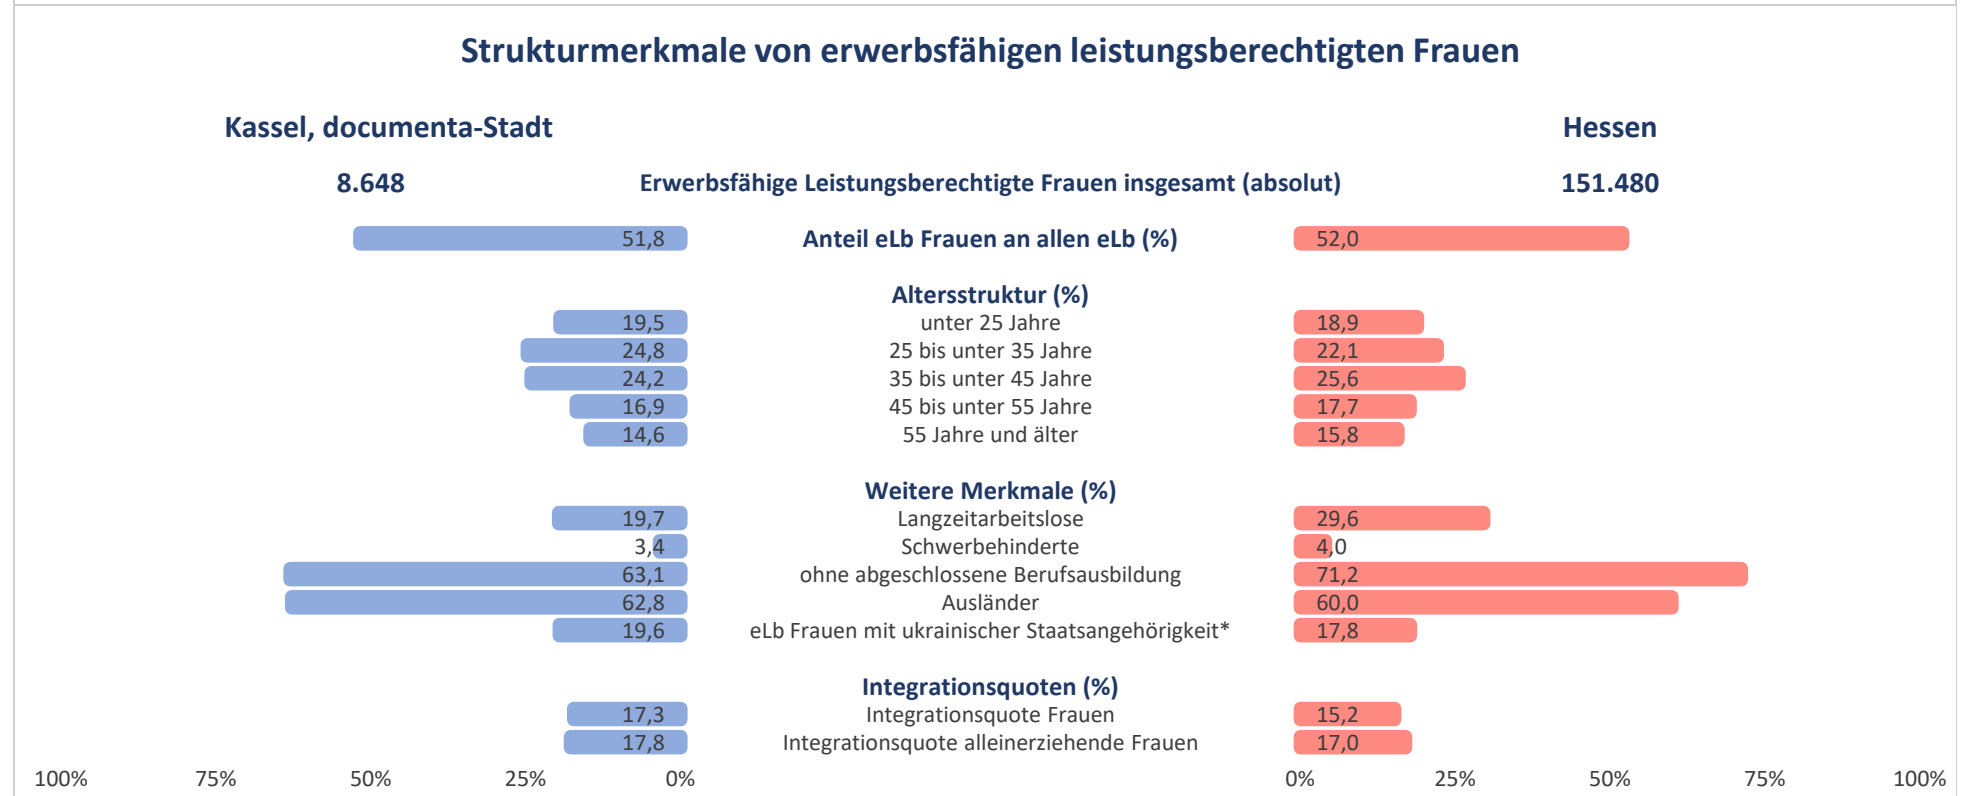 Strukturmerkmale von erwerbsfähigen leistungsberechtigten Frauen
Kassel, documenta-Stadt Hessen
8.648 Erwerbsfähige Leistungsberechtigte Frauen insgesamt (absolut) 151.480
51,8 Anteil eLb Frauen an allen eLb (%) 52,0
Altersstruktur (%)
19,5 unter 25 Jahre 18,9
24,8 25 bis unter 35 Jahre 22,1
24,2 35 bis unter 45 Jahre 25,6
16,9 45 bis unter 55 Jahre 17,7
14,6 55 Jahre und älter 15,8
Weitere Merkmale (%)
19,7 Langzeitarbeitslose 29,6
3,4 Schwerbehinderte 4,0
63,1 ohne abgeschlossene Berufsausbildung 71,2
62,8 Ausländer 60,0
19,6 eLb Frauen mit ukrainischer Staatsangehörigkeit* 17,8
Integrationsquoten (%)
17,3 Integrationsquote Frauen 15,2
17,8 Integrationsquote alleinerziehende Frauen 17,0
100% 75% 50% 25% 0% 0% 25% 50% 75% 100%